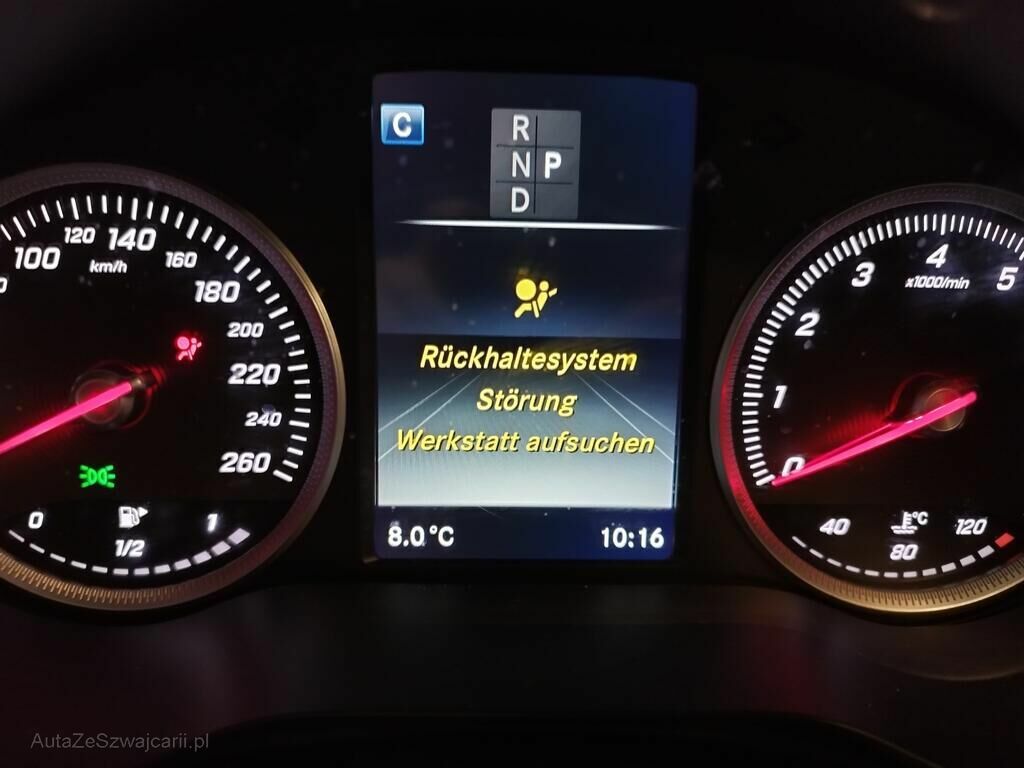 C
R
N P
D
100 120 140 160 180 200 220 240 260
km/h
0 1/2 1
Rückhaltesystem
Störung
Werkstatt aufsuchen
8.0 °C 10:16
0 1 2 3 4 5
x1000/min
40 80 120
°C
AutaZeSzwajcarii.pl